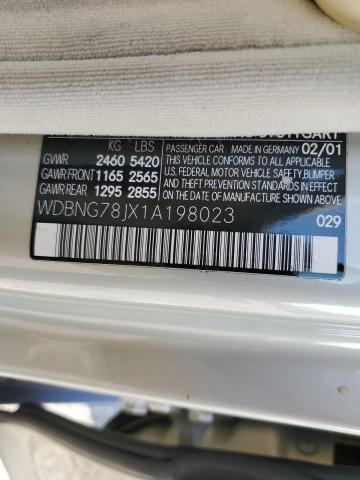 KG LBS
GVWR 2460 5420
GAWR FRONT 1165 2565
GAWR REAR 1295 2855
PASSENGER CAR MADE IN GERMANY 02/01
THIS VEHICLE CONFORMS TO ALL APPLICABLE
U.S. FEDERAL MOTOR VEHICLE SAFETY, BUMPER
AND THEFT PREVENTION STANDARDS IN EFFECT ON
THE DATE OF MANUFACTURE SHOWN ABOVE.
WDBNG78JX1A198023
029